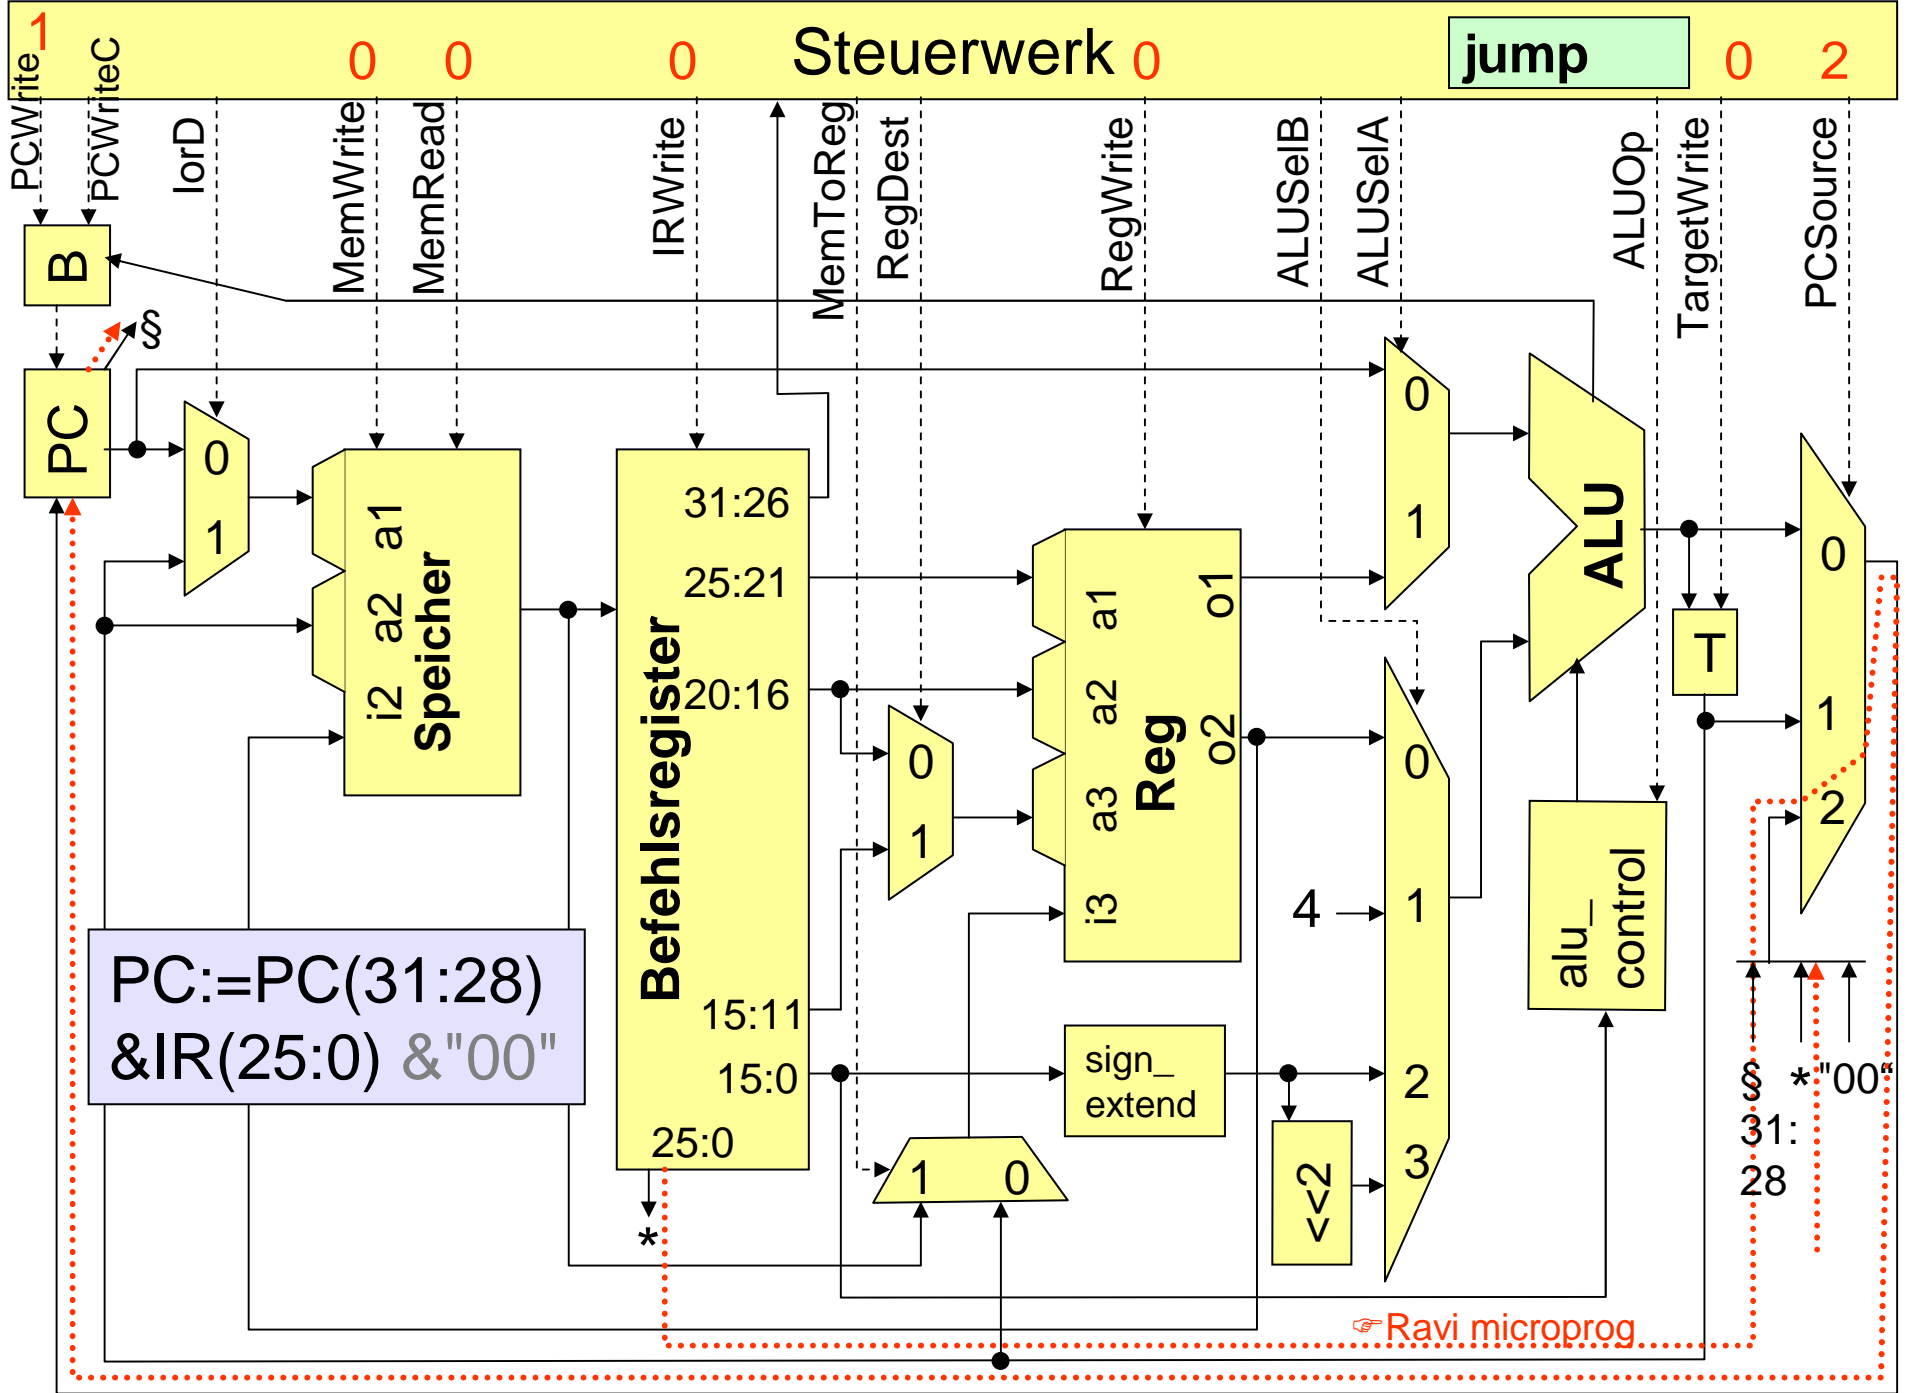 1
0
0
0
Steuerwerk
0
jump
0
2
PCWrite
PCWriteC
IorD
MemWrite
MemRead
IRWrite
MemToReg
RegDest
RegWrite
ALUSelB
ALUSelA
ALUOp
TargetWrite
PCSource
B
§
PC
0
1
a1
a2
i2
Speicher
Befehlsregister
31:26
25:21
20:16
15:11
15:0
25:0
*
0
1
a1
a2
a3
i3
o1
o2
Reg
0
1
0
4
1
2
3
ALU
T
0
1
2
alu_
control
sign_
extend
<<2
1 0
§ * "00“
31:
28
PC:=PC(31:28)
&IR(25:0) &"00"
☞Ravi microprog